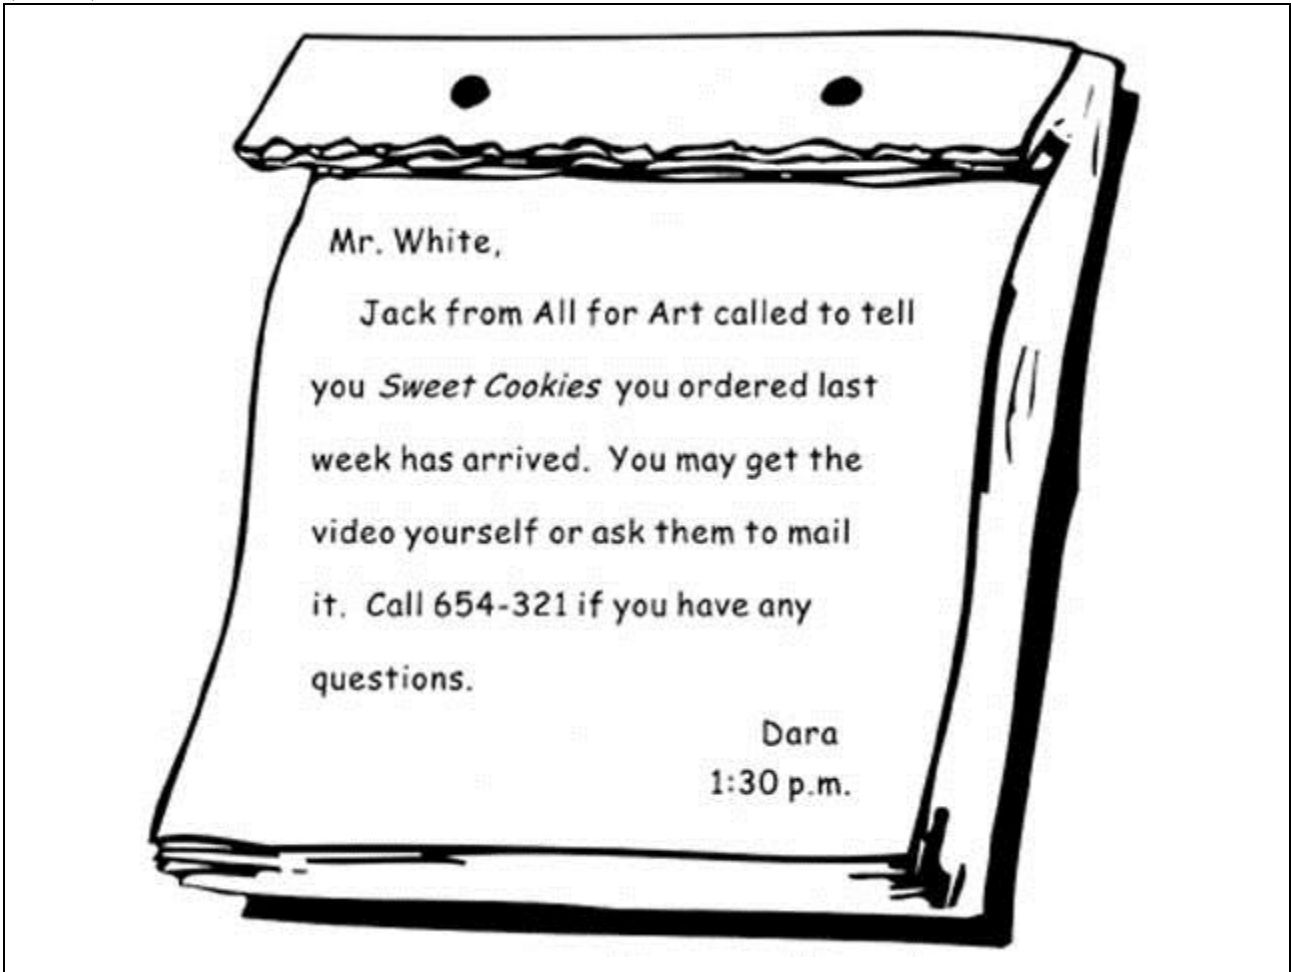 Mr. White,
Jack from All for Art called to tell
you Sweet Cookies you ordered last
week has arrived. You may get the
video yourself or ask them to mail
it. Call 654-321 if you have any
questions.
Dara
1:30 p.m.